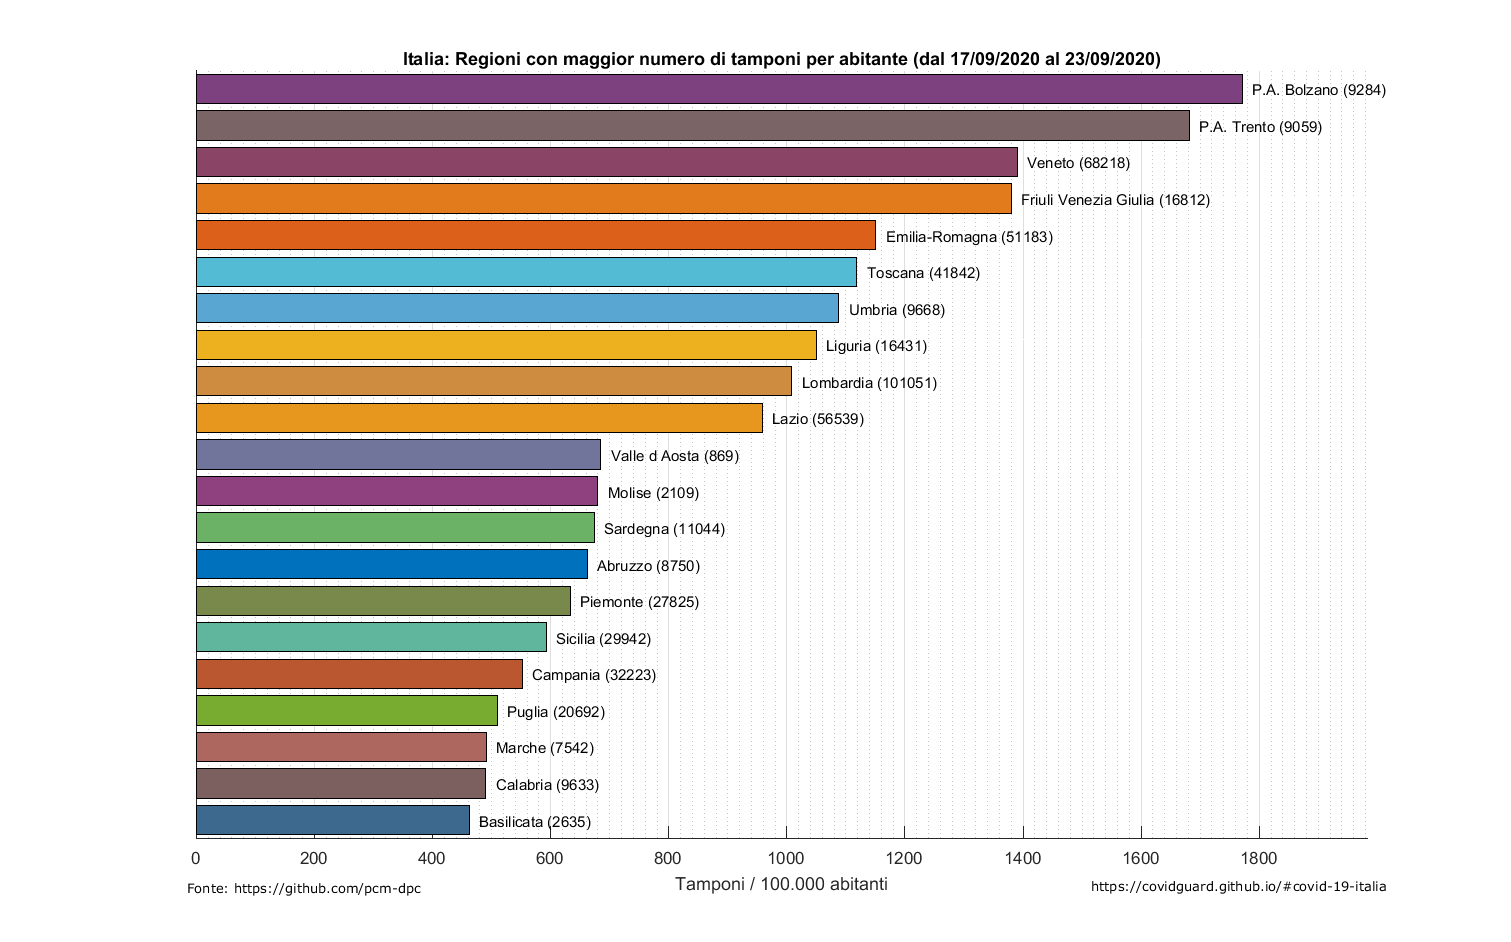 Italia: Regioni con maggior numero di tamponi per abitante (dal 17/09/2020 al 23/09/2020)
P.A. Bolzano (9284)
P.A. Trento (9059)
Veneto (68218)
Friuli Venezia Giulia (16812)
Emilia-Romagna (51183)
Toscana (41842)
Umbria (9668)
Liguria (16431)
Lombardia (101051)
Lazio (56539)
Valle d Aosta (869)
Molise (2109)
Sardegna (11044)
Abruzzo (8750)
Piemonte (27825)
Sicilia (29942)
Campania (32223)
Puglia (20692)
Marche (7542)
Calabria (9633)
Basilicata (2635)
0 200 400 600 800 1000 1200 1400 1600 1800
Tamponi / 100.000 abitanti
Fonte: https://github.com/pcm-dpc
https://covidguard.github.io/#covid-19-italia